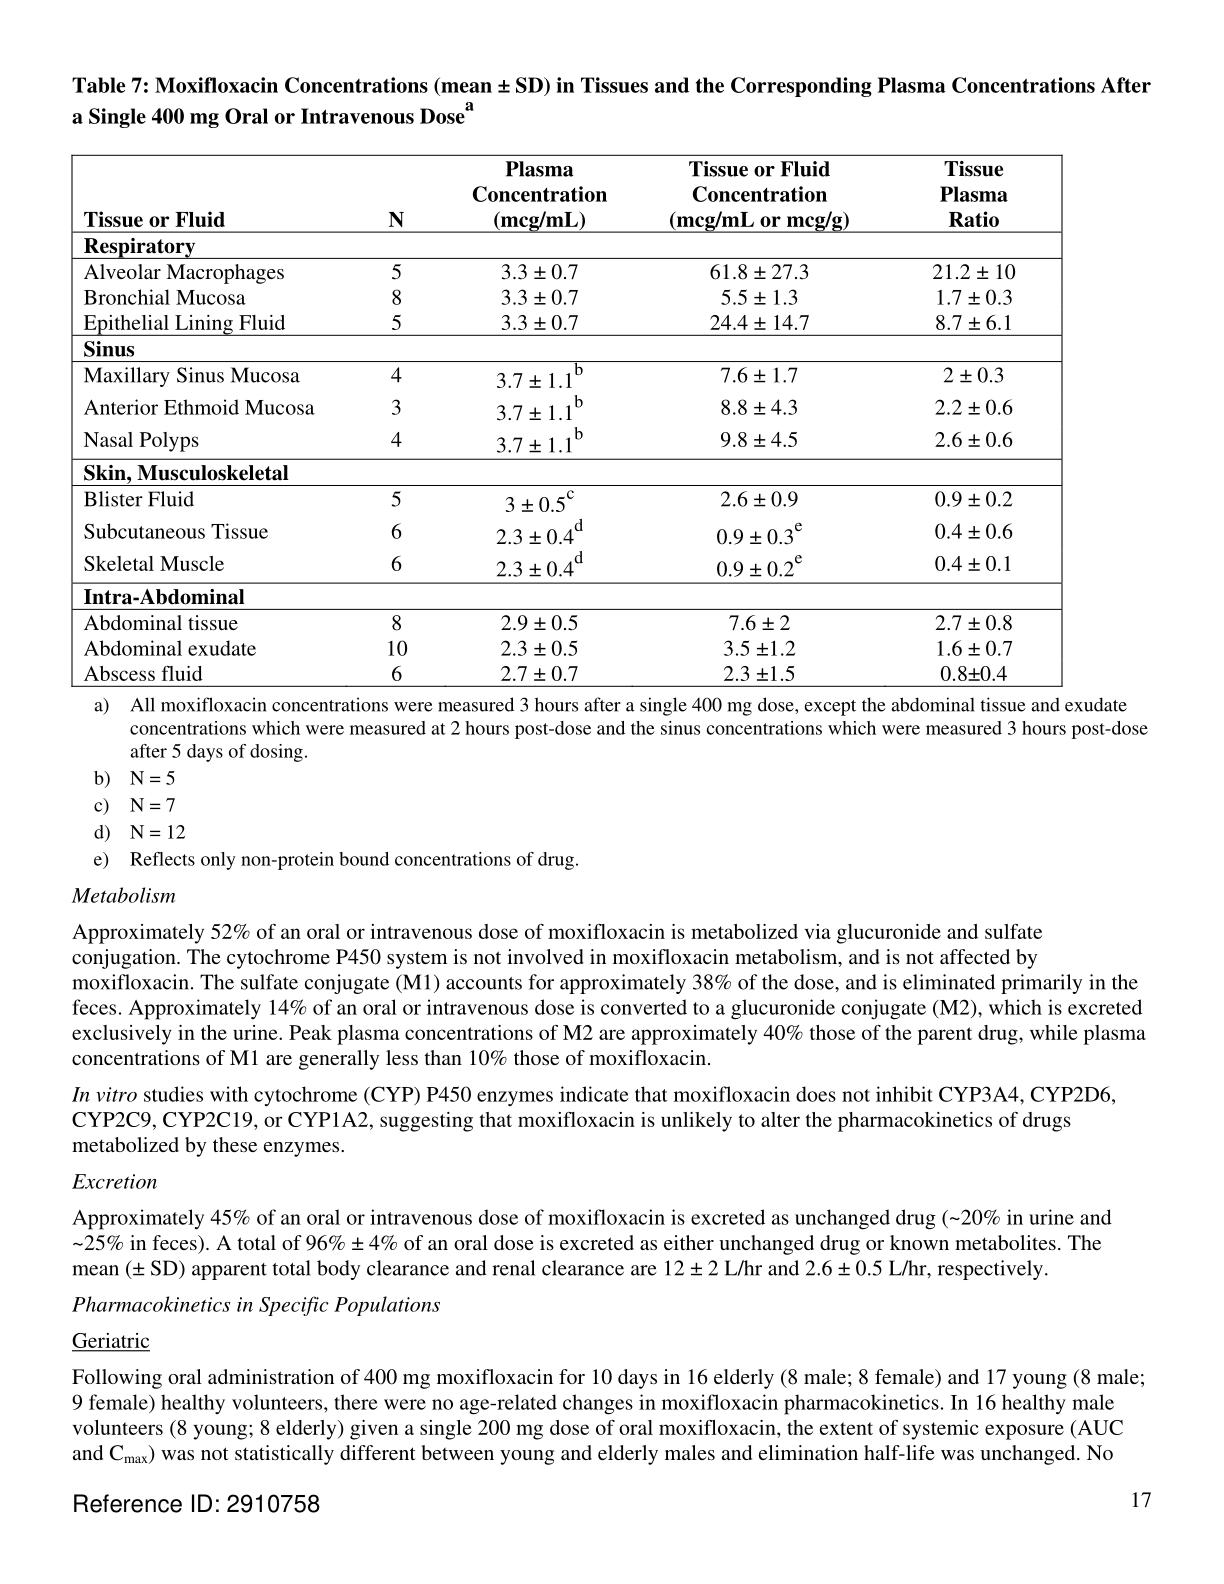 Table 7: Moxifloxacin Concentrations (mean ± SD) in Tissues and the Corresponding Plasma Concentrations After
a Single 400 mg Oral or Intravenous Dose^a
Tissue or Fluid N Plasma Concentration (mcg/mL) Tissue or Fluid Concentration (mcg/mL or mcg/g) Tissue Plasma Ratio
Respiratory
Alveolar Macrophages 5 3.3 ± 0.7 61.8 ± 27.3 21.2 ± 10
Bronchial Mucosa 8 3.3 ± 0.7 5.5 ± 1.3 1.7 ± 0.3
Epithelial Lining Fluid 5 3.3 ± 0.7 24.4 ± 14.7 8.7 ± 6.1
Sinus
Maxillary Sinus Mucosa 4 3.7 ± 1.1^b 7.6 ± 1.7 2 ± 0.3
Anterior Ethmoid Mucosa 3 3.7 ± 1.1^b 8.8 ± 4.3 2.2 ± 0.6
Nasal Polyps 4 3.7 ± 1.1^b 9.8 ± 4.5 2.6 ± 0.6
Skin, Musculoskeletal
Blister Fluid 5 3 ± 0.5^c 2.6 ± 0.9 0.9 ± 0.2
Subcutaneous Tissue 6 2.3 ± 0.4^d 0.9 ± 0.3^e 0.4 ± 0.6
Skeletal Muscle 6 2.3 ± 0.4^d 0.9 ± 0.2^e 0.4 ± 0.1
Intra-Abdominal
Abdominal tissue 8 2.9 ± 0.5 7.6 ± 2 2.7 ± 0.8
Abdominal exudate 10 2.3 ± 0.5 3.5 ±1.2 1.6 ± 0.7
Abscess fluid 6 2.7 ± 0.7 2.3 ±1.5 0.8±0.4
a) All moxifloxacin concentrations were measured 3 hours after a single 400 mg dose, except the abdominal tissue and exudate
concentrations which were measured at 2 hours post-dose and the sinus concentrations which were measured 3 hours post-dose
after 5 days of dosing.
b) N = 5
c) N = 7
d) N = 12
e) Reflects only non-protein bound concentrations of drug.
Metabolism
Approximately 52% of an oral or intravenous dose of moxifloxacin is metabolized via glucuronide and sulfate
conjugation. The cytochrome P450 system is not involved in moxifloxacin metabolism, and is not affected by
moxifloxacin. The sulfate conjugate (M1) accounts for approximately 38% of the dose, and is eliminated primarily in the
feces. Approximately 14% of an oral or intravenous dose is converted to a glucuronide conjugate (M2), which is excreted
exclusively in the urine. Peak plasma concentrations of M2 are approximately 40% those of the parent drug, while plasma
concentrations of M1 are generally less than 10% those of moxifloxacin.
In vitro studies with cytochrome (CYP) P450 enzymes indicate that moxifloxacin does not inhibit CYP3A4, CYP2D6,
CYP2C9, CYP2C19, or CYP1A2, suggesting that moxifloxacin is unlikely to alter the pharmacokinetics of drugs
metabolized by these enzymes.
Excretion
Approximately 45% of an oral or intravenous dose of moxifloxacin is excreted as unchanged drug (~20% in urine and
~25% in feces). A total of 96% ± 4% of an oral dose is excreted as either unchanged drug or known metabolites. The
mean (± SD) apparent total body clearance and renal clearance are 12 ± 2 L/hr and 2.6 ± 0.5 L/hr, respectively.
Pharmacokinetics in Specific Populations
Geriatric
Following oral administration of 400 mg moxifloxacin for 10 days in 16 elderly (8 male; 8 female) and 17 young (8 male;
9 female) healthy volunteers, there were no age-related changes in moxifloxacin pharmacokinetics. In 16 healthy male
volunteers (8 young; 8 elderly) given a single 200 mg dose of oral moxifloxacin, the extent of systemic exposure (AUC
and Cmax) was not statistically different between young and elderly males and elimination half-life was unchanged. No
Reference ID: 2910758
17